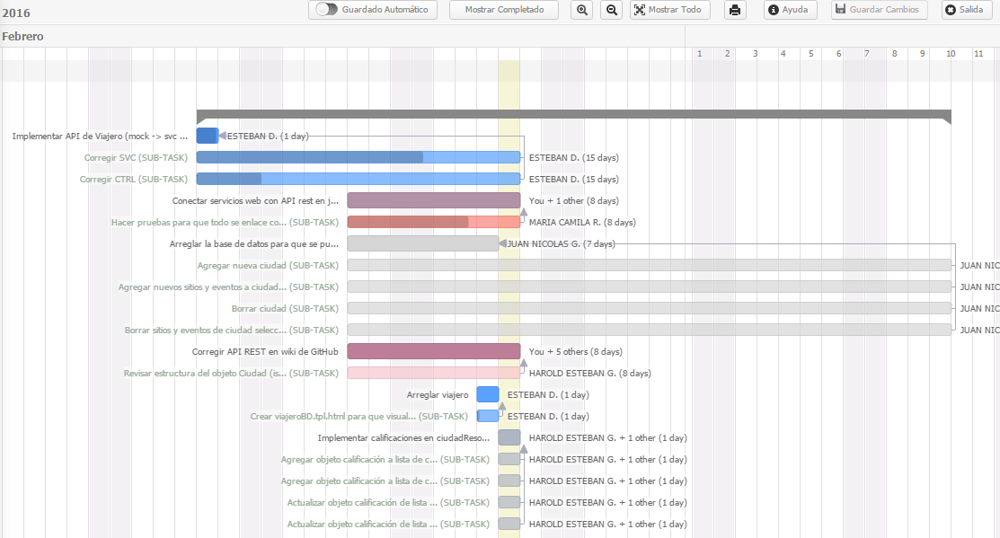 2016
Guardado Automático
Mostrar Completado
Mostrar Todo
Ayuda
Guardar Cambios
Salida
Febrero
1 2 3 4 5 6 7 8 9 10 11
Implementar API de Viajero (mock -> svc ... ESTEBAN D. (1 day)
Corregir SVC (SUB-TASK) ESTEBAN D. (15 days)
Corregir CTRL (SUB-TASK) ESTEBAN D. (15 days)
Conectar servicios web con API rest en j... You + 1 other (8 days)
Hacer pruebas para que todo se enlace co... (SUB-TASK) MARIA CAMILA R. (8 days)
Arreglar la base de datos para que se pu... JUAN NICOLAS G. (7 days)
Agregar nueva ciudad (SUB-TASK) JUAN NIC
Agregar nuevos sitios y eventos a ciudad... (SUB-TASK) JUAN NIC
Borrar ciudad (SUB-TASK) JUAN NIC
Borrar sitios y eventos de ciudad selecc... (SUB-TASK) JUAN NIC
Corregir API REST en wiki de GitHub You + 5 others (8 days)
Revisar estructura del objeto Ciudad (is... (SUB-TASK) HAROLD ESTEBAN G. (8 days)
Arreglar viajero ESTEBAN D. (1 day)
Crear viajeroBD.tpl.html para que visual... (SUB-TASK) ESTEBAN D. (1 day)
Implementar calificaciones en ciudadReso... HAROLD ESTEBAN G. + 1 other (1 day)
Agregar objeto calificación a lista de c... (SUB-TASK) HAROLD ESTEBAN G. + 1 other (1 day)
Agregar objeto calificación a lista de c... (SUB-TASK) HAROLD ESTEBAN G. + 1 other (1 day)
Actualizar objeto calificación de lista ... (SUB-TASK) HAROLD ESTEBAN G. + 1 other (1 day)
Actualizar objeto calificación de lista ... (SUB-TASK) HAROLD ESTEBAN G. + 1 other (1 day)